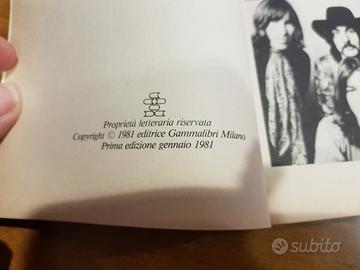 Proprietà letteraria riservata
Copyright © 1981 editrice Gammalibri Milano
Prima edizione gennaio 1981
subito